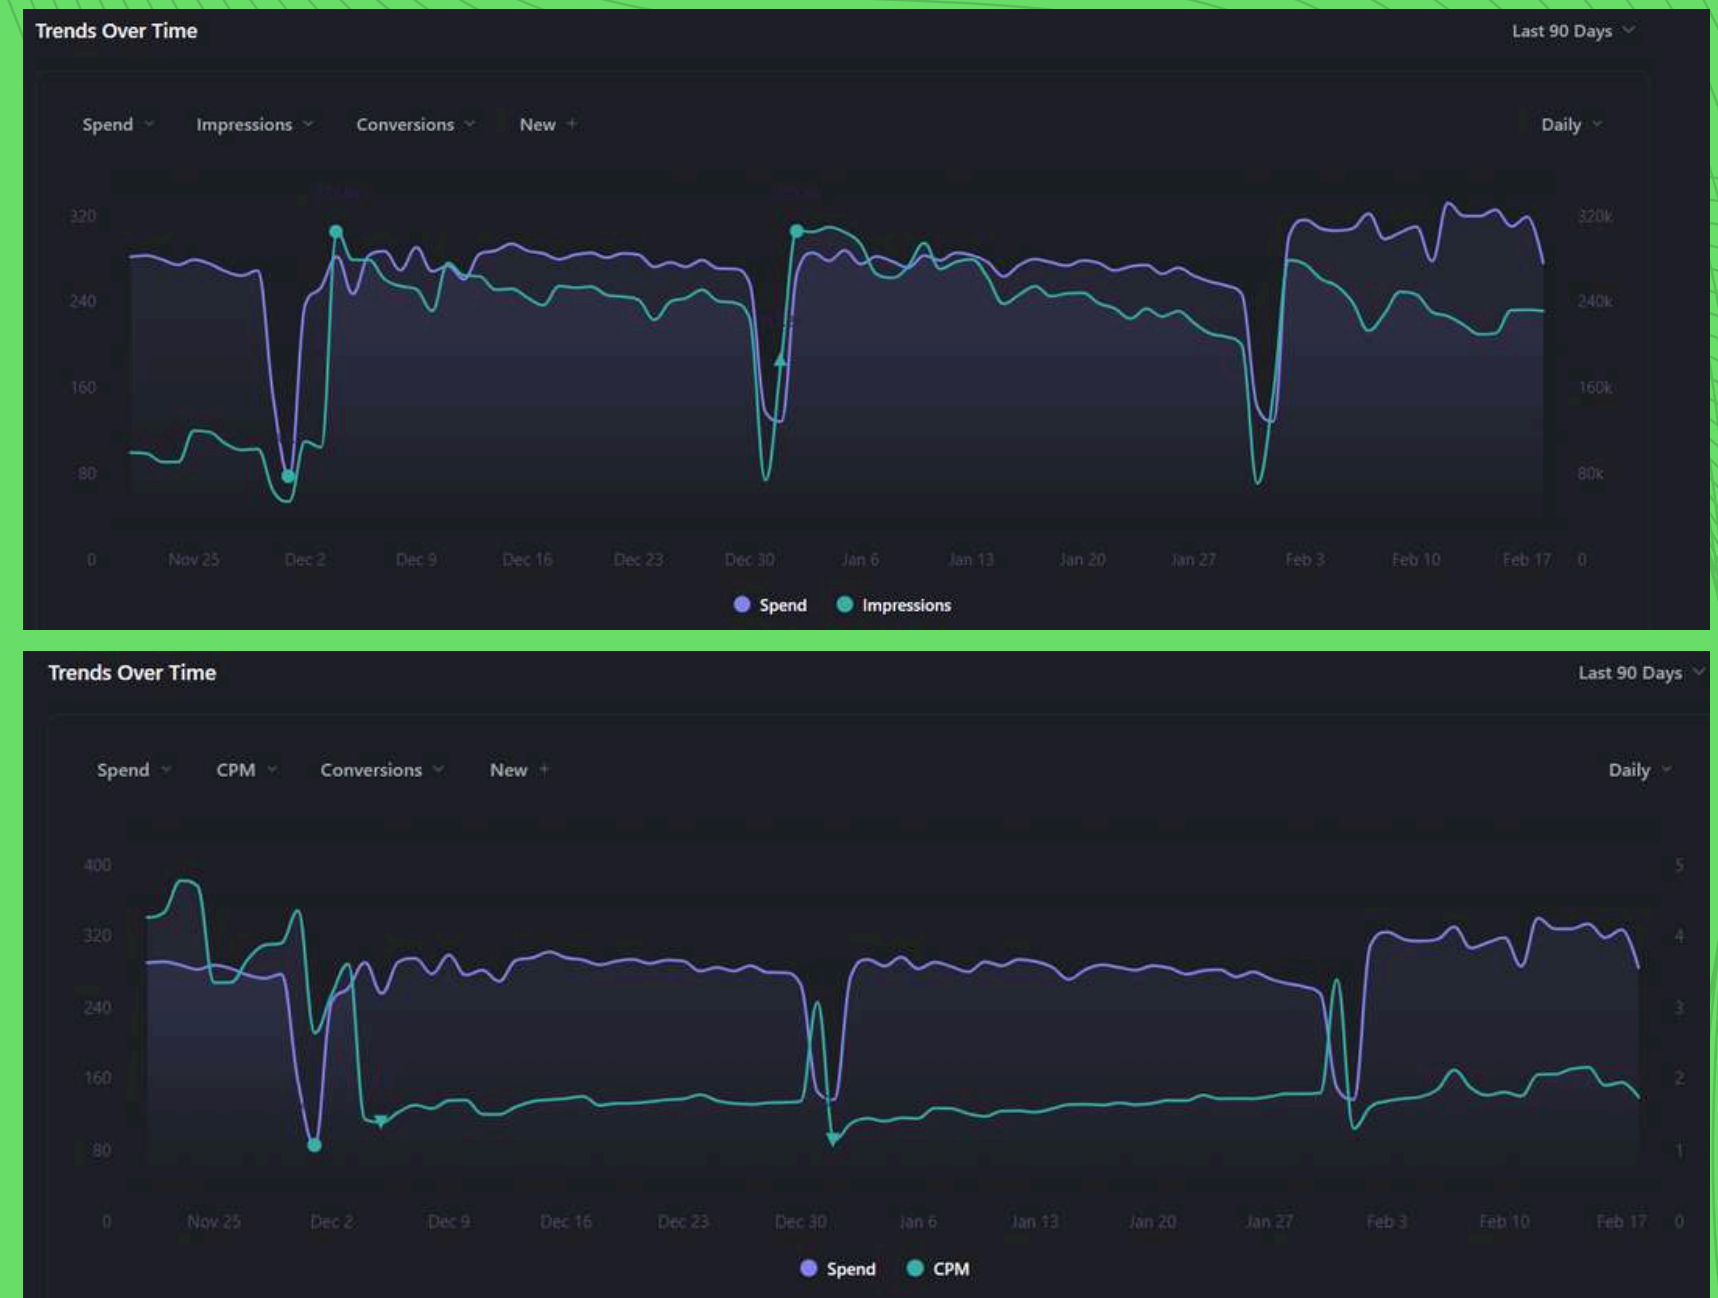 Trends Over Time
Last 90 Days
Spend Impressions Conversions New +
Daily
320 320k
240 240k
160 160k
80 80k
0 Nov 25 Dec 2 Dec 9 Dec 16 Dec 23 Dec 30 Jan 6 Jan 13 Jan 20 Jan 27 Feb 3 Feb 10 Feb 17 0
Spend Impressions
Trends Over Time
Last 90 Days
Spend CPM Conversions New +
Daily
400 5
320 4
240 3
160 2
80 1
0 Nov 25 Dec 2 Dec 9 Dec 16 Dec 23 Dec 30 Jan 6 Jan 13 Jan 20 Jan 27 Feb 3 Feb 10 Feb 17 0
Spend CPM